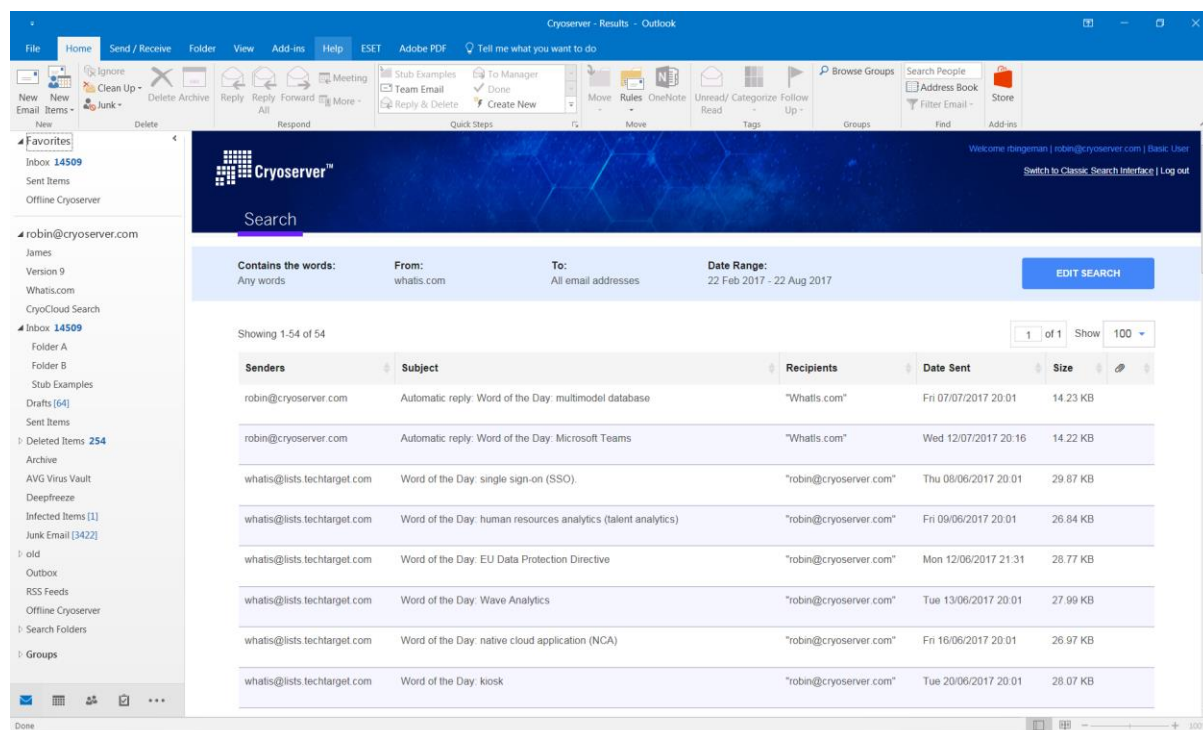 Cryoserver - Results - Outlook
File Home Send / Receive Folder View Add-ins Help ESET Adobe PDF Tell me what you want to do
Ignore Meeting Stub Examples To Manager Browse Groups Search People
Clean Up Team Email Done Address Book
New New Junk Delete Archive Reply Reply Forward More Reply & Delete Create New Move Rules OneNote Unread/ Categorize Follow Filter Email Store
Email Items All Read Up
New Delete Respond Quick Steps Move Tags Groups Find Add-ins
Favorites
Inbox 14509
Sent Items
Offline Cryoserver
robin@cryoserver.com
James
Version 9
Whatis.com
CryoCloud Search
Inbox 14509
Folder A
Folder B
Stub Examples
Drafts [64]
Sent Items
Deleted Items 254
Archive
AVG Virus Vault
Deepfreeze
Infected Items [1]
Junk Email [3422]
old
Outbox
RSS Feeds
Offline Cryoserver
Search Folders
Groups
Welcome rbingeman | robin@cryoserver.com | Basic User
Cryoserver™
Switch to Classic Search Interface | Log out
Search
Contains the words: From: To: Date Range:
Any words whatis.com All email addresses 22 Feb 2017 - 22 Aug 2017
EDIT SEARCH
Showing 1-54 of 54 1 of 1 Show 100
Senders Subject Recipients Date Sent Size
robin@cryoserver.com Automatic reply: Word of the Day: multimodel database "WhatIs.com" Fri 07/07/2017 20:01 14.23 KB
robin@cryoserver.com Automatic reply: Word of the Day: Microsoft Teams "WhatIs.com" Wed 12/07/2017 20:16 14.22 KB
whatis@lists.techtarget.com Word of the Day: single sign-on (SSO). "robin@cryoserver.com" Thu 08/06/2017 20:01 29.87 KB
whatis@lists.techtarget.com Word of the Day: human resources analytics (talent analytics) "robin@cryoserver.com" Fri 09/06/2017 20:01 26.84 KB
whatis@lists.techtarget.com Word of the Day: EU Data Protection Directive "robin@cryoserver.com" Mon 12/06/2017 21:31 28.77 KB
whatis@lists.techtarget.com Word of the Day: Wave Analytics "robin@cryoserver.com" Tue 13/06/2017 20:01 27.99 KB
whatis@lists.techtarget.com Word of the Day: native cloud application (NCA) "robin@cryoserver.com" Fri 16/06/2017 20:01 26.97 KB
whatis@lists.techtarget.com Word of the Day: kiosk "robin@cryoserver.com" Tue 20/06/2017 20:01 28.07 KB
Done 100